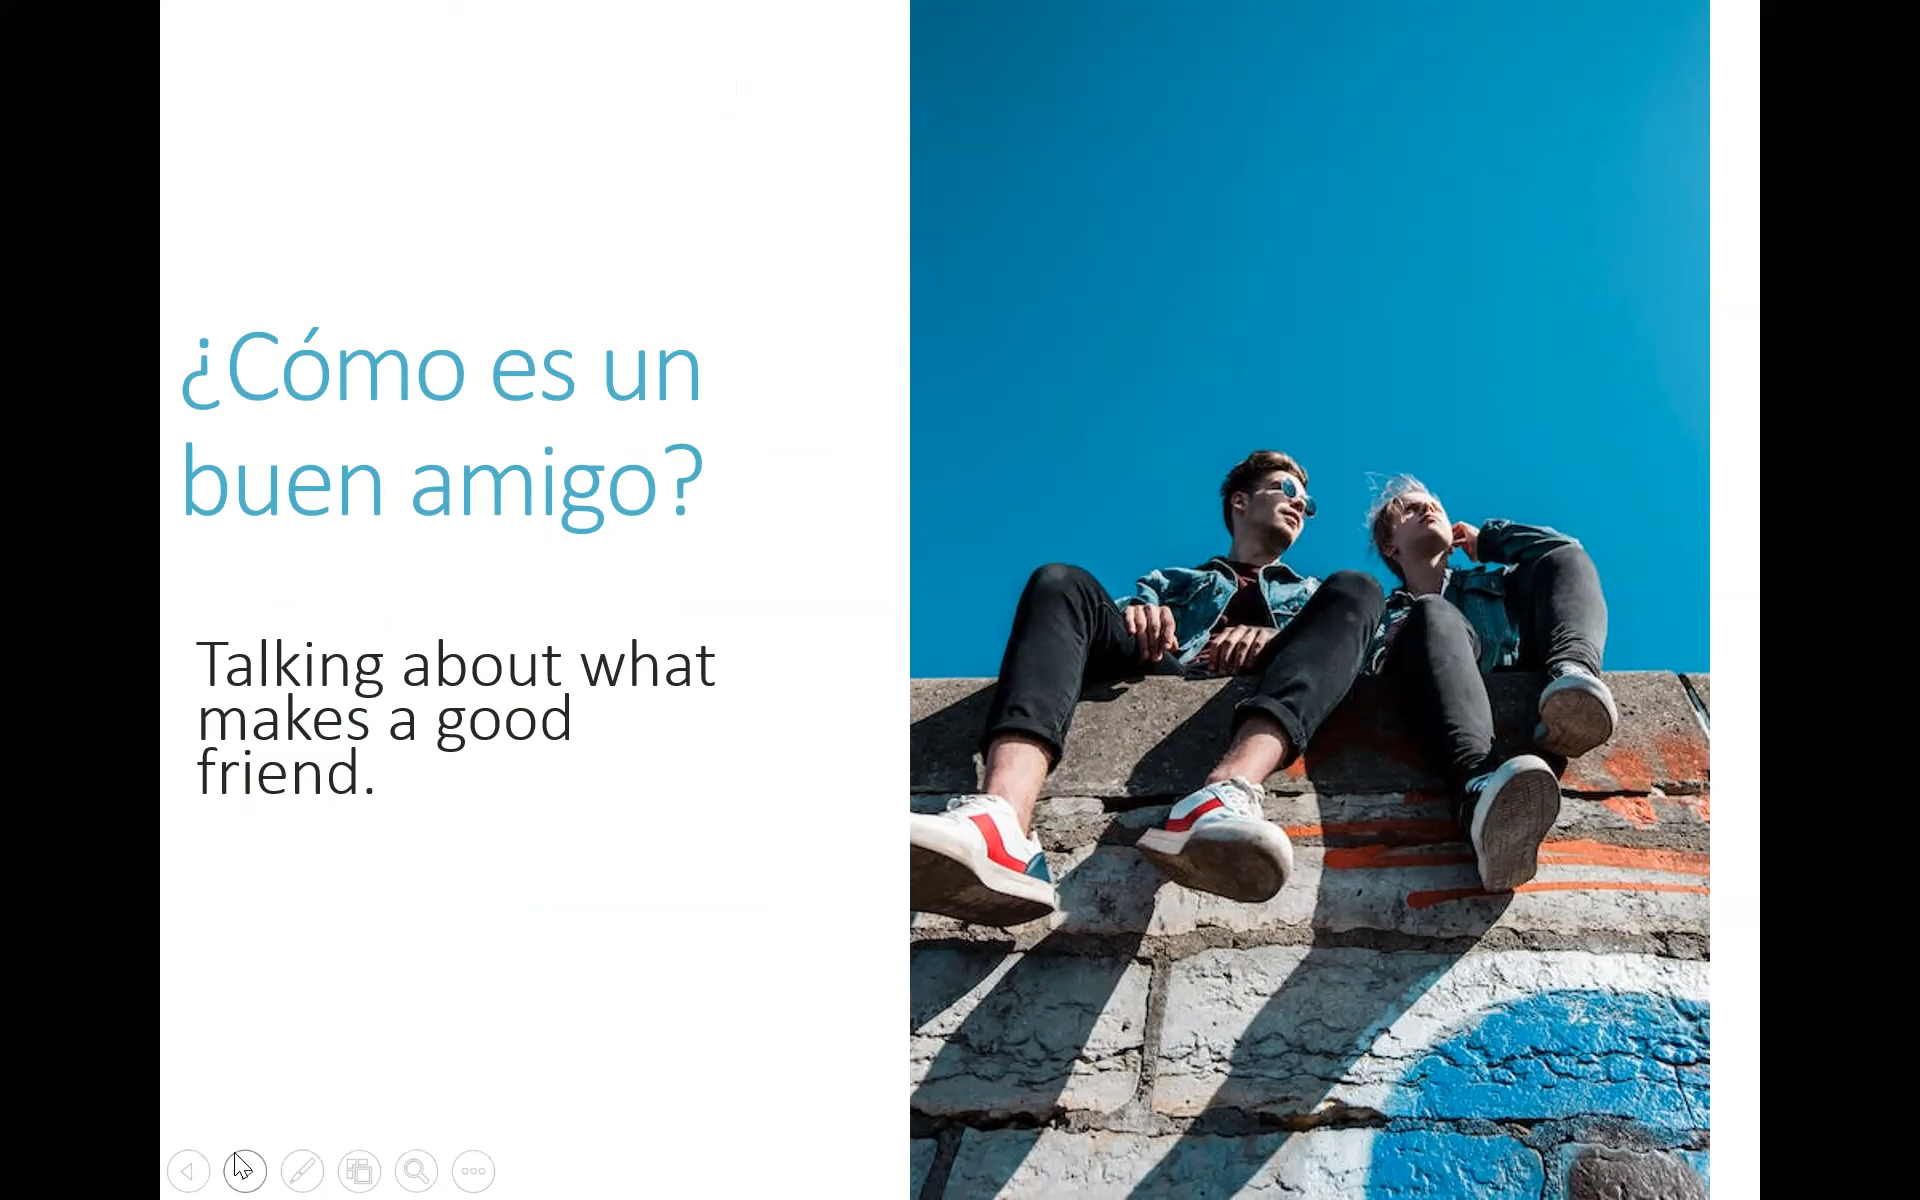 ¿Cómo es un
buen amigo?
Talking about what
makes a good
friend.